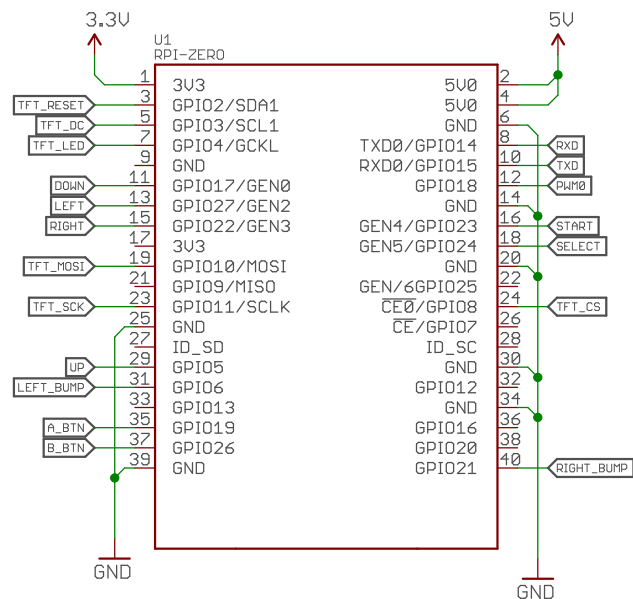 3.3V 5V
U1
RPI-ZERO
1 3V3 5V0 2
TFT_RESET 3 GPIO2/SDA1 5V0 4
TFT_DC 5 GPIO3/SCL1 GND 6
TFT_LED 7 GPIO4/GCKL TXD0/GPIO14 8 RXD
9 GND RXD0/GPIO15 10 TXD
DOWN 11 GPIO17/GEN0 GPIO18 12 PWM0
LEFT 13 GPIO27/GEN2 GND 14
RIGHT 15 GPIO22/GEN3 GEN4/GPIO23 16 START
17 3V3 GEN5/GPIO24 18 SELECT
TFT_MOSI 19 GPIO10/MOSI GND 20
21 GPIO9/MISO GEN/6GPIO25 22
TFT_SCK 23 GPIO11/SCLK CE0/GPIO8 24 TFT_CS
25 GND CE/GPIO7 26
27 ID_SD ID_SC 28
UP 29 GPIO5 GND 30
LEFT_BUMP 31 GPIO6 GPIO12 32
33 GPIO13 GND 34
A_BTN 35 GPIO19 GPIO16 36
B_BTN 37 GPIO26 GPIO20 38
39 GND GPIO21 40 RIGHT_BUMP
GND GND